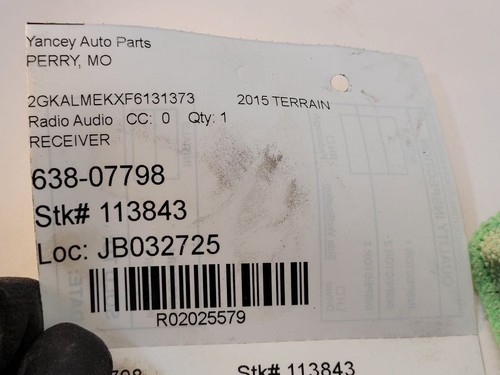 Yancey Auto Parts
PERRY, MO
2GKALMEKXF6131373 2015 TERRAIN
Radio Audio CC: 0 Qty: 1
RECEIVER
638-07798
Stk# 113843
Loc: JB032725
R02025579
Stk# 113843